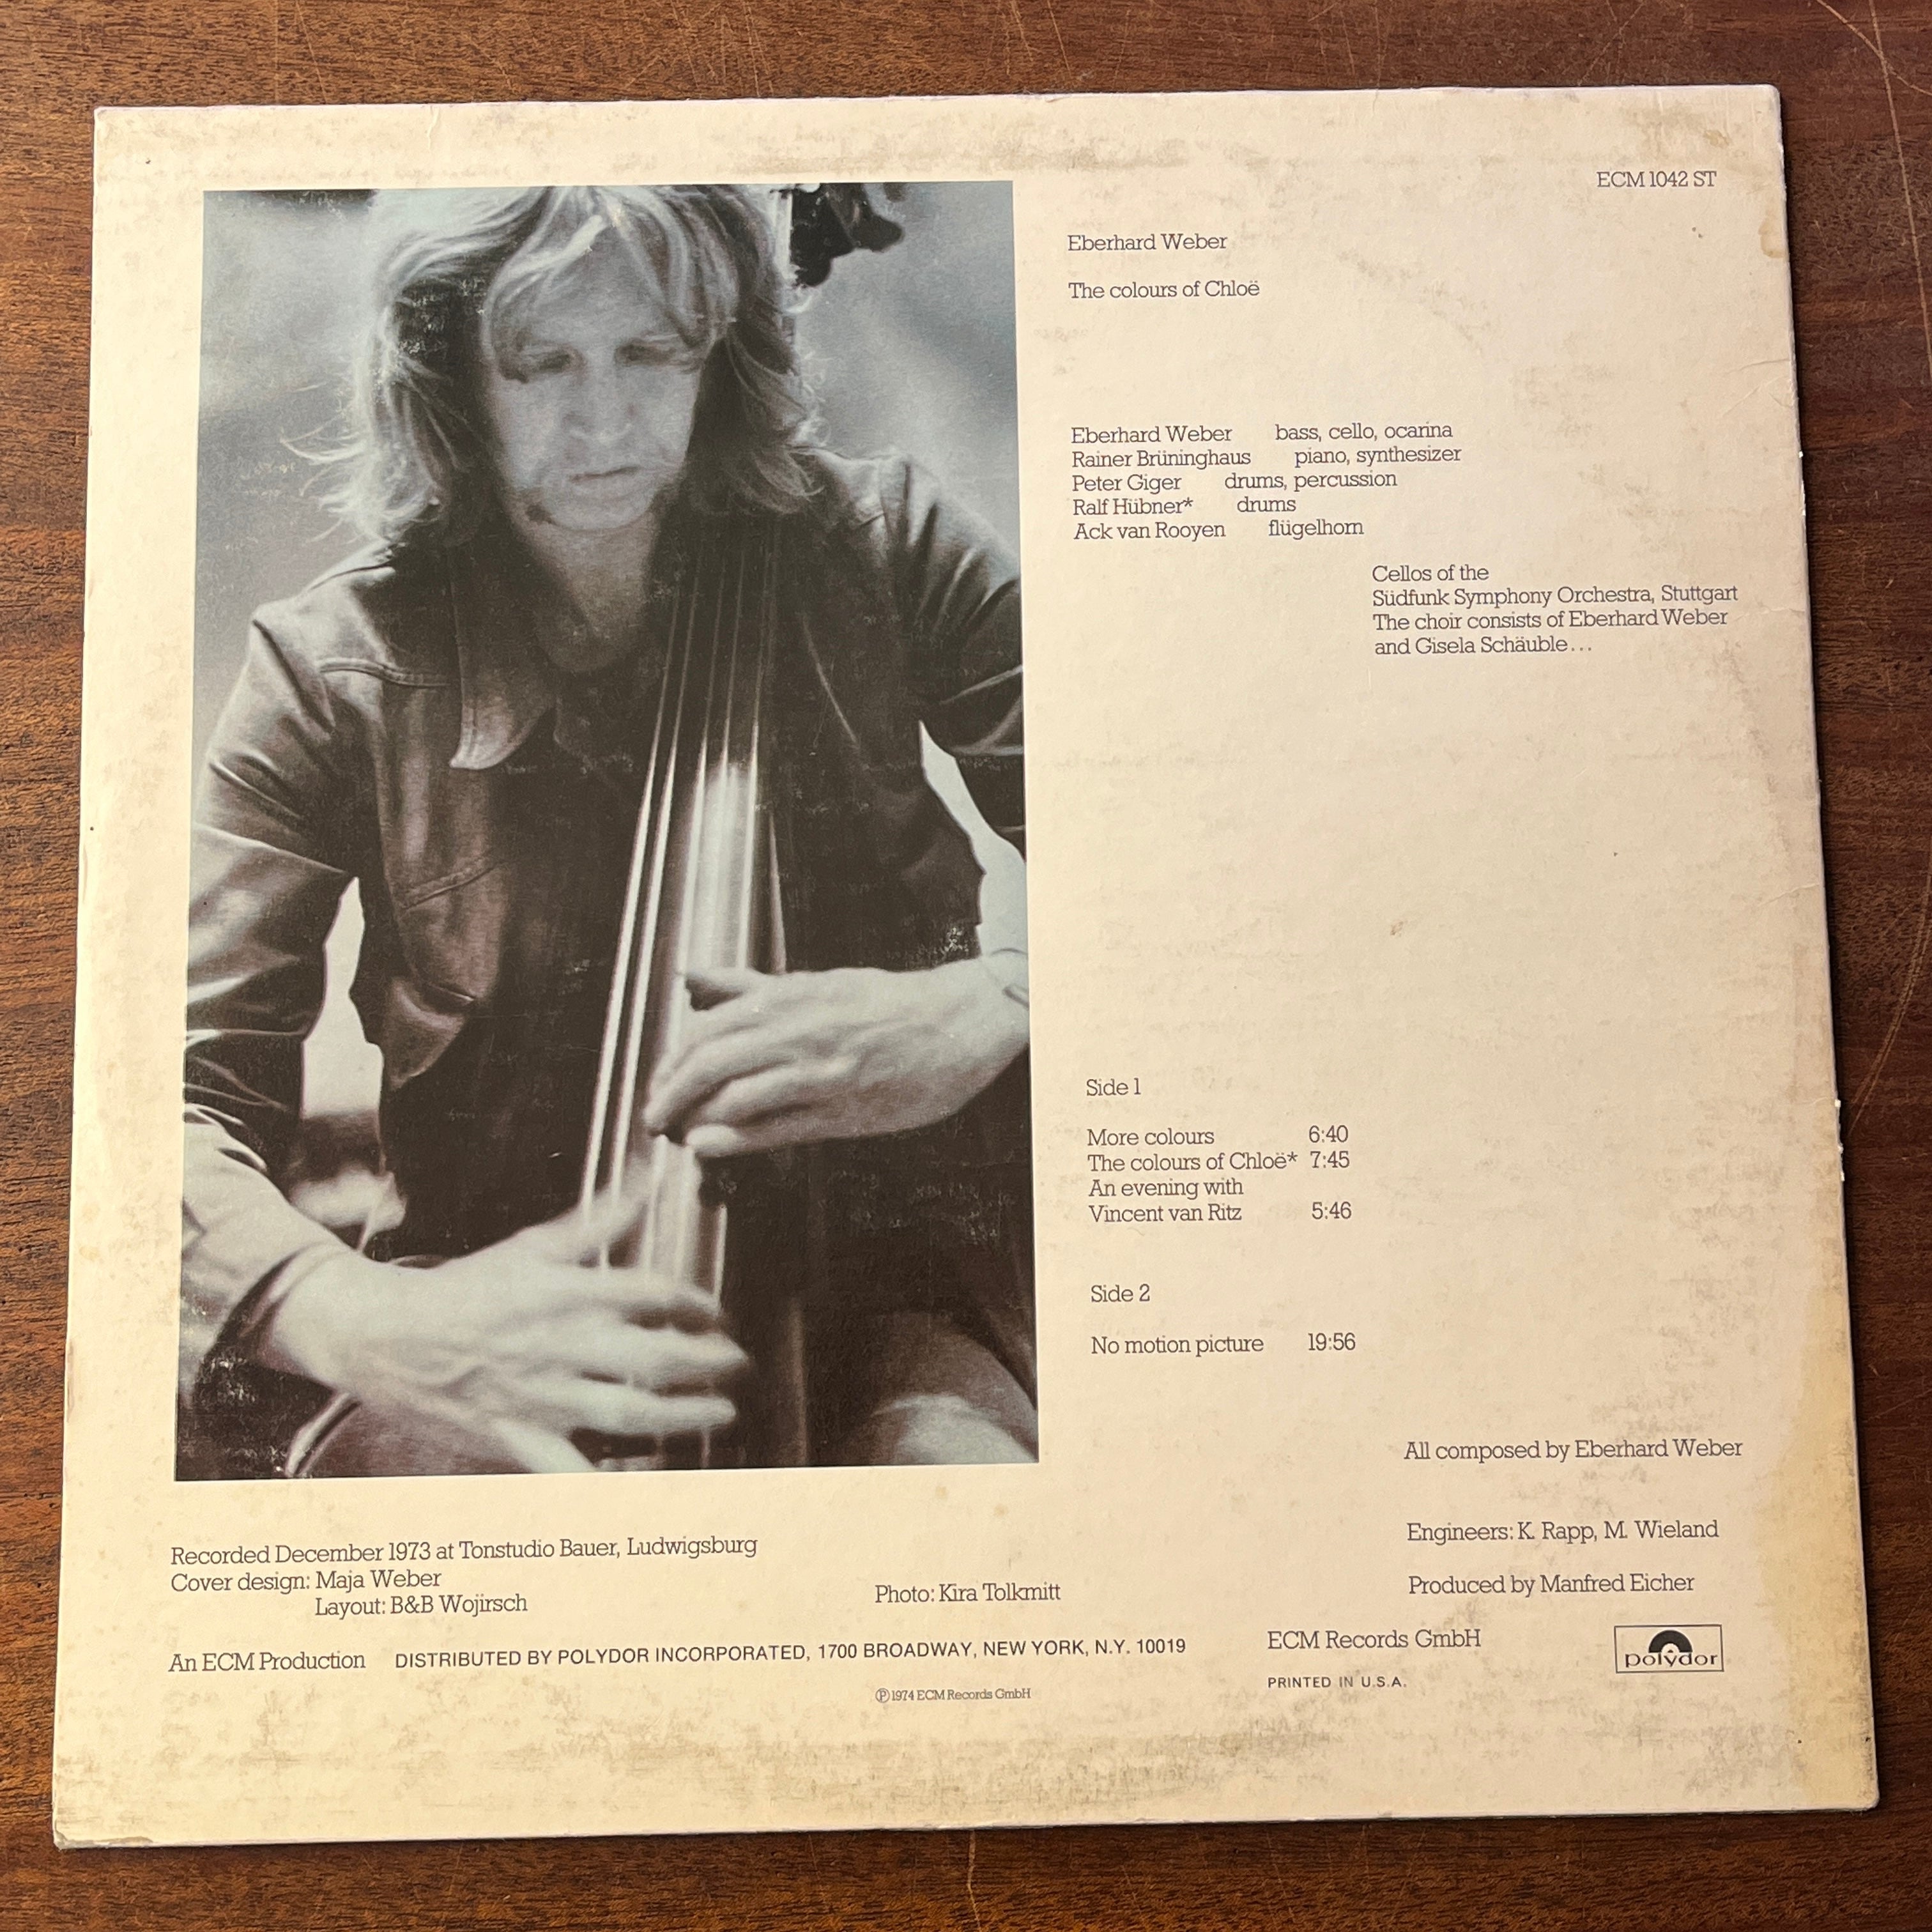 ECM 1042 ST
Eberhard Weber
The colours of Chloë
Eberhard Weber bass, cello, ocarina
Rainer Brüninghaus piano, synthesizer
Peter Giger drums, percussion
Ralf Hübner* drums
Ack van Rooyen flügelhorn
Cellos of the
Südfunk Symphony Orchestra, Stuttgart
The choir consists of Eberhard Weber
and Gisela Schäuble...
Side 1
More colours 6:40
The colours of Chloë* 7:45
An evening with
Vincent van Ritz 5:46
Side 2
No motion picture 19:56
All composed by Eberhard Weber
Engineers: K. Rapp, M. Wieland
Produced by Manfred Eicher
Recorded December 1973 at Tonstudio Bauer, Ludwigsburg
Cover design: Maja Weber
Layout: B&B Wojirsch
Photo: Kira Tolkmitt
An ECM Production DISTRIBUTED BY POLYDOR INCORPORATED, 1700 BROADWAY, NEW YORK, N.Y. 10019
ECM Records GmbH
polydor
PRINTED IN U.S.A.
Ⓟ 1974 ECM Records GmbH